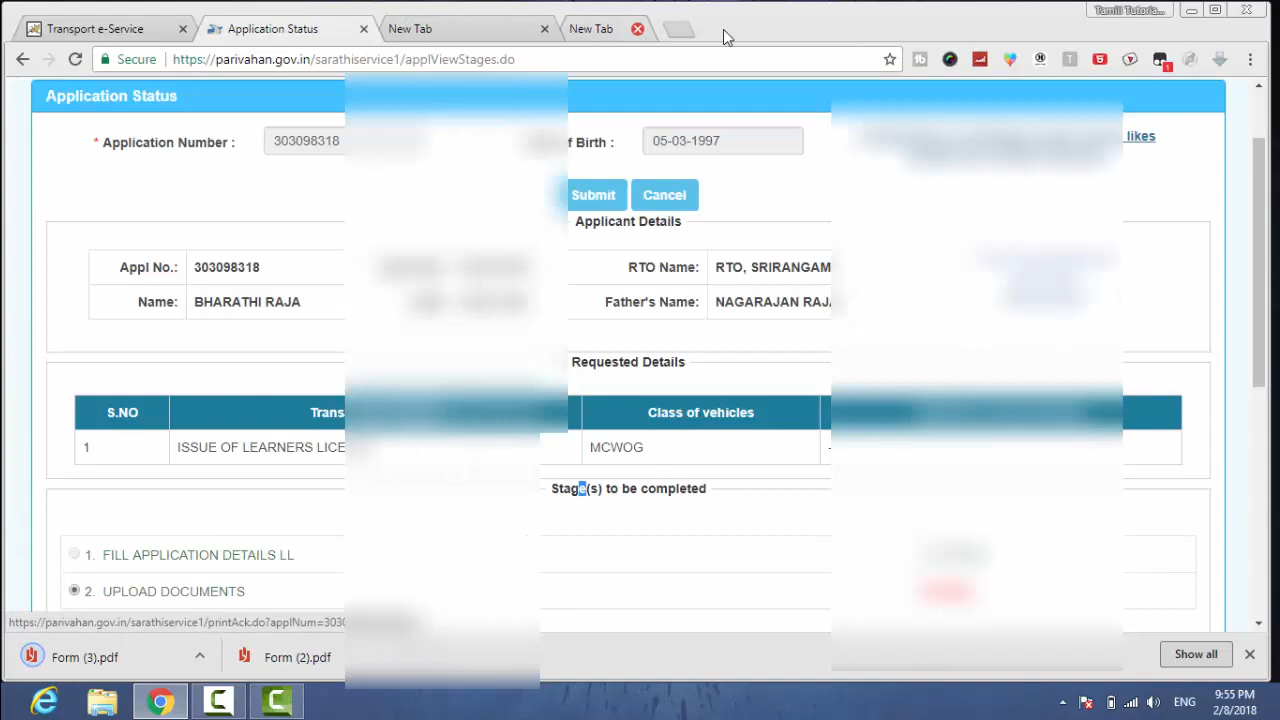 Tamill Tutoria...
Transport e-Service
Application Status
New Tab
New Tab
Secure
https://parivahan.gov.in/sarathiservice1/applViewStages.do
1
Application Status
* Application Number : 303098318
f Birth : 05-03-1997
likes
Submit Cancel
Applicant Details
Appl No.: 303098318 RTO Name: RTO, SRIRANGAM
Name: BHARATHI RAJA Father's Name: NAGARAJAN RAJA
Requested Details
S.NO Trans Class of vehicles
1 ISSUE OF LEARNERS LICE MCWOG -
Stage(s) to be completed
1. FILL APPLICATION DETAILS LL
2. UPLOAD DOCUMENTS
https://parivahan.gov.in/sarathiservice1/printAck.do?applNum=3030
Form (3).pdf Form (2).pdf Show all
ENG 9:55 PM
2/8/2018